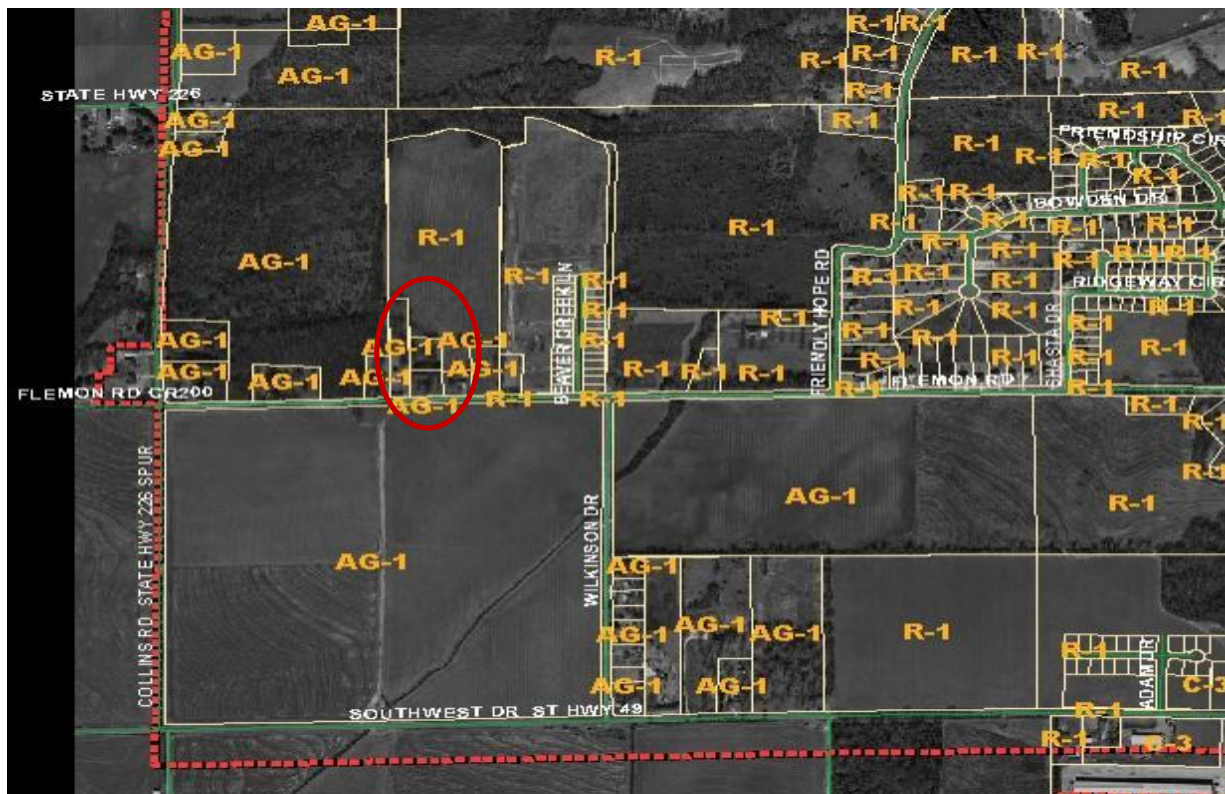 R-1 R-1
AG-1 AG-1 R-1 R-1 R-1 R-1
AG-1 R-1 R-1
STATE HWY 226
AG-1 R-1 R-1
AG-1 R-1
FRIENDSHIP CIR
R-1 R-1 R-1
R-1 R-1
BOWDEN DR
R-1 R-1 R-1 R-1 R-1
R-1 R-1
AG-1 R-1 R-1 R-1
R-1 R-1 R-1 R-1
BEAVER CREEK LN
FRIENDLY HOPE RD
SHASTA DR
RIDGEWAY CIR
R-1 R-1 R-1 R-1
AG-1 AG-1 AG-1 R-1 R-1 R-1 R-1 R-1 R-1
AG-1 AG-1 AG-1 AG-1 R-1 R-1 R-1 R-1 R-1 R-1
FLEMON RD
FLEMON RD CR200
AG-1 R-1 R-1 R-1 R-1 R-1
R-1
R-1
COLLINS RD. STATE HWY 226 SPUR
WILKINSON DR
AG-1 R-1
AG-1 AG-1
AG-1 AG-1 AG-1 R-1 R-1
ADAM DR
AG-1 AG-1 C-3
SOUTHWEST DR ST HWY 49
R-1
R-1